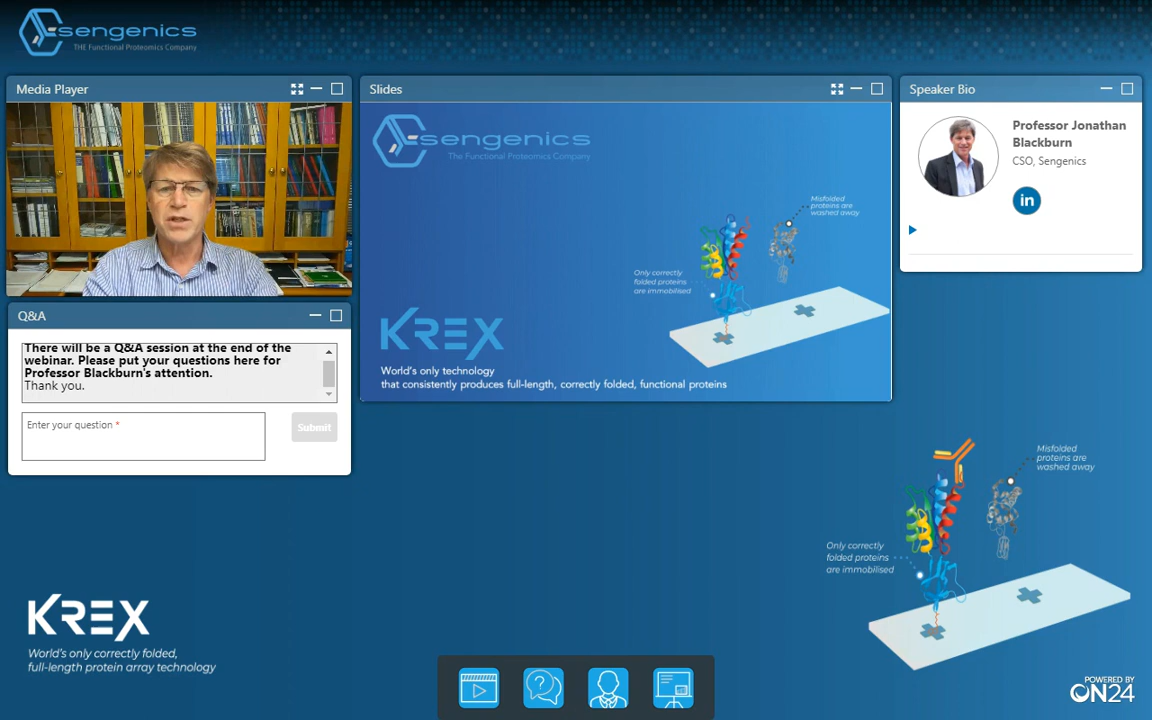 sengenics
THE Functional Proteomics Company
Media Player
Slides
sengenics
The Functional Proteomics Company
Misfolded
proteins are
washed away
Only correctly
folded proteins
are immobilised
KREX
World's only technology
that consistently produces full-length, correctly folded, functional proteins
Speaker Bio
Professor Jonathan
Blackburn
CSO, Sengenics
in
Q&A
There will be a Q&A session at the end of the
webinar. Please put your questions here for
Professor Blackburn's attention.
Thank you.
Enter your question *
Submit
Misfolded
proteins are
washed away
Only correctly
folded proteins
are immobilised
KREX
World's only correctly folded,
full-length protein array technology
POWERED BY
ON24